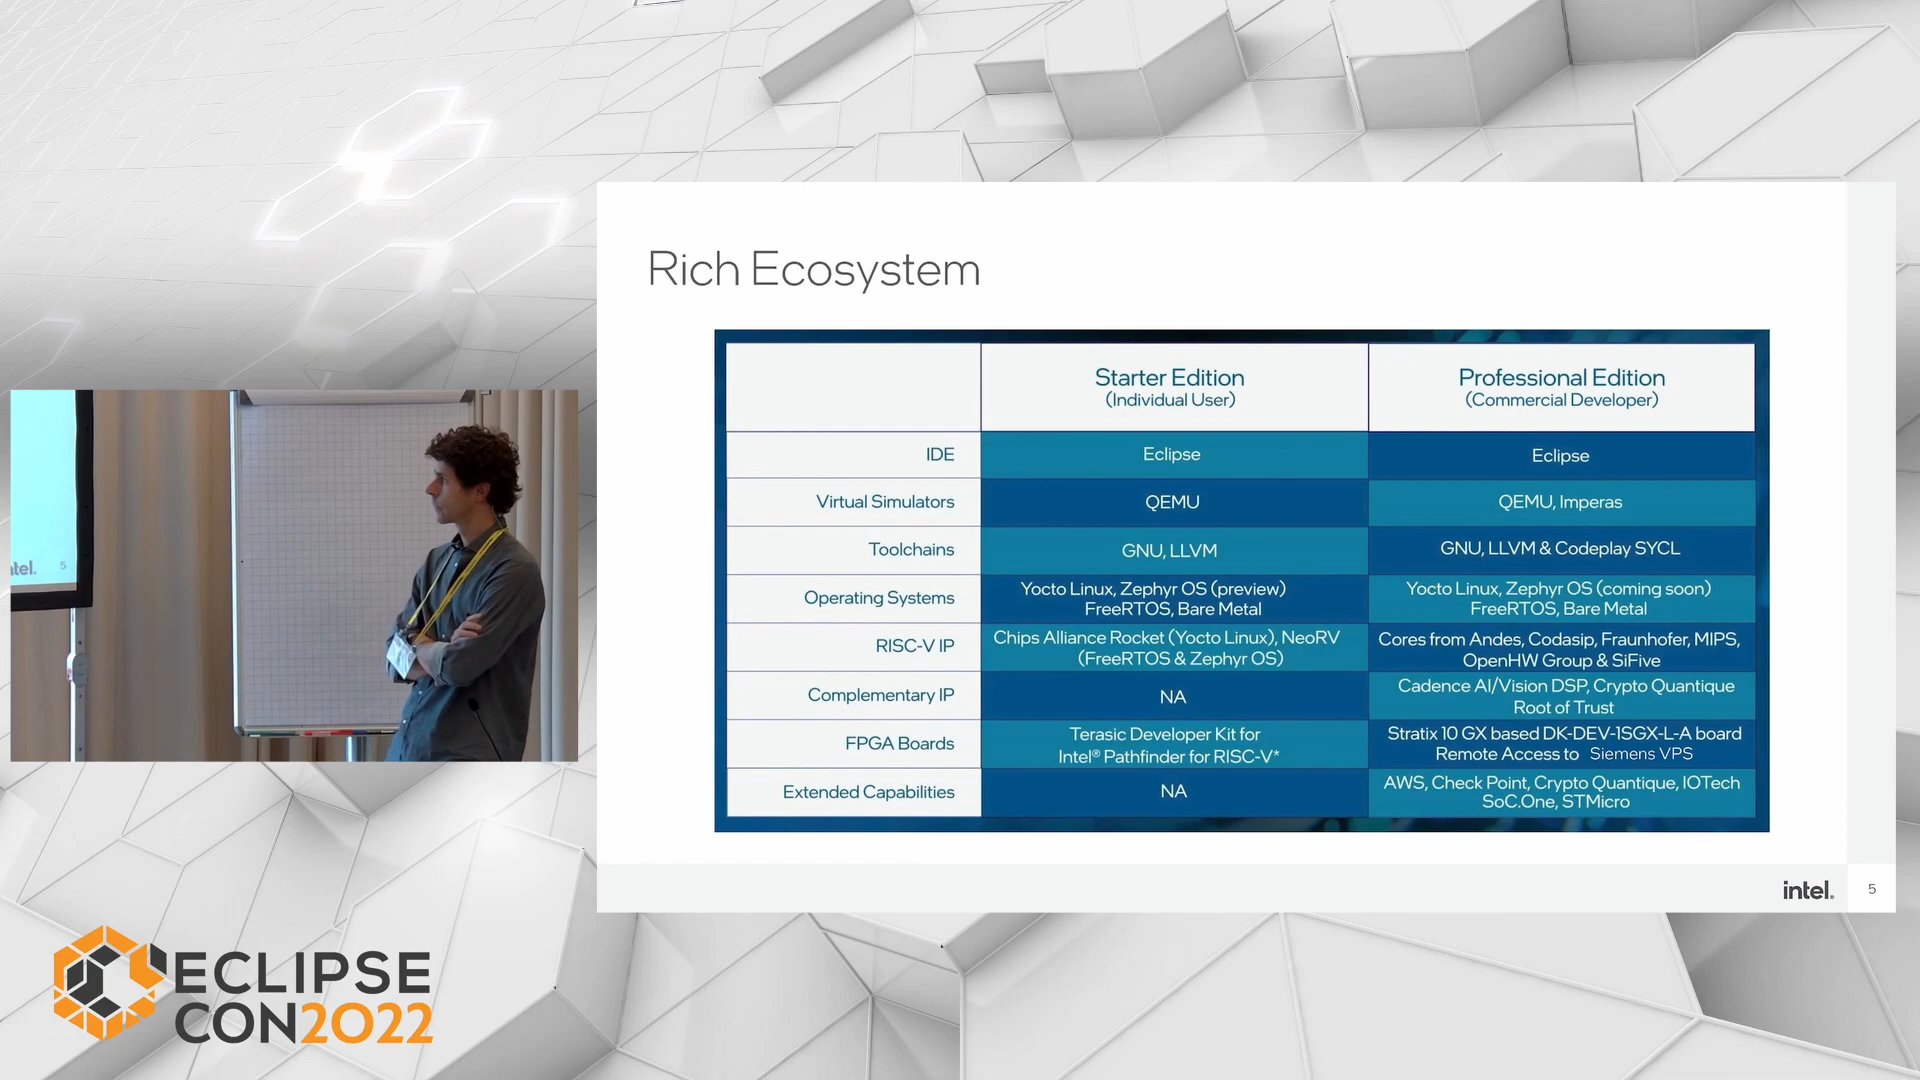 Rich Ecosystem
Starter Edition
(Individual User)
Professional Edition
(Commercial Developer)
IDE
Eclipse
Eclipse
Virtual Simulators
QEMU
QEMU, Imperas
Toolchains
GNU, LLVM
GNU, LLVM & Codeplay SYCL
Operating Systems
Yocto Linux, Zephyr OS (preview)
FreeRTOS, Bare Metal
Yocto Linux, Zephyr OS (coming soon)
FreeRTOS, Bare Metal
RISC-V IP
Chips Alliance Rocket (Yocto Linux), NeoRV
(FreeRTOS & Zephyr OS)
Cores from Andes, Codasip, Fraunhofer, MIPS,
OpenHW Group & SiFive
Complementary IP
NA
Cadence AI/Vision DSP, Crypto Quantique
Root of Trust
FPGA Boards
Terasic Developer Kit for
Intel® Pathfinder for RISC-V*
Stratix 10 GX based DK-DEV-1SGX-L-A board
Remote Access to Siemens VPS
Extended Capabilities
NA
AWS, Check Point, Crypto Quantique, IOTech
SoC.One, STMicro
intel.
5
ntel.
5
ECLIPSE
CON2022